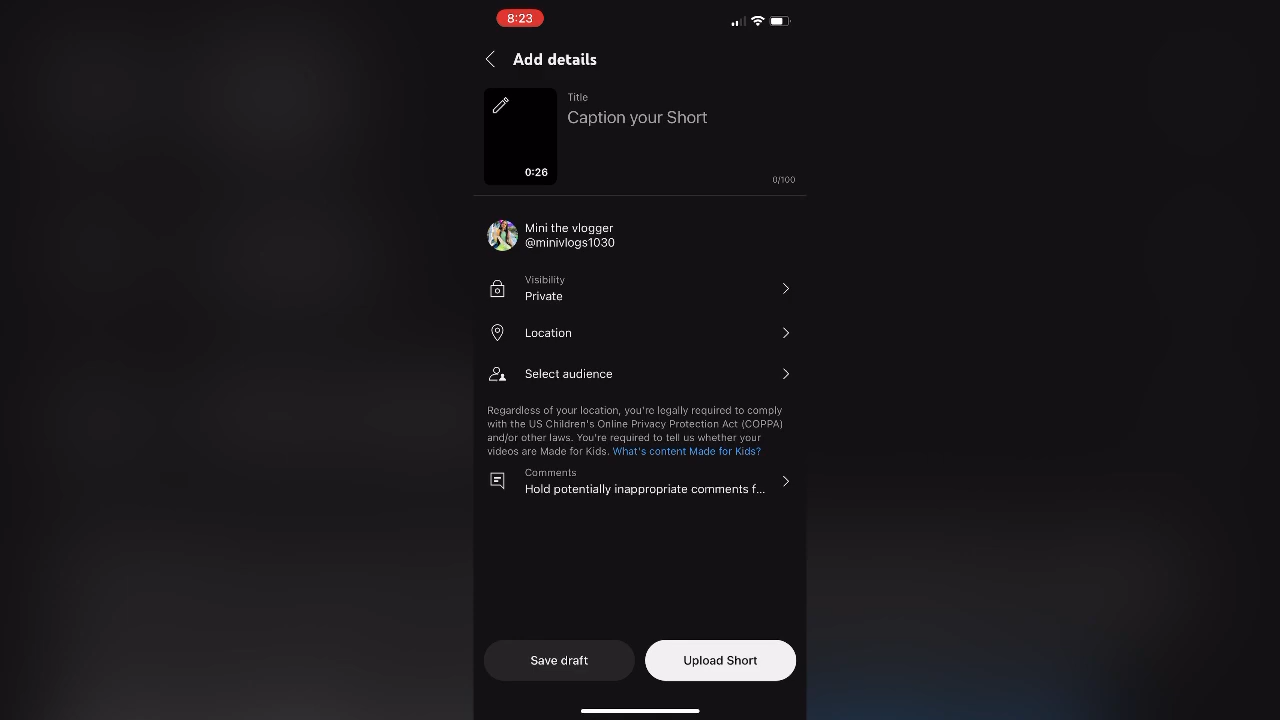 8:23
Add details
Title
Caption your Short
0:26
0/100
Mini the vlogger
@minivlogs1030
Visibility
Private
Location
Select audience
Regardless of your location, you're legally required to comply
with the US Children's Online Privacy Protection Act (COPPA)
and/or other laws. You're required to tell us whether your
videos are Made for Kids. What's content Made for Kids?
Comments
Hold potentially inappropriate comments f...
Save draft
Upload Short